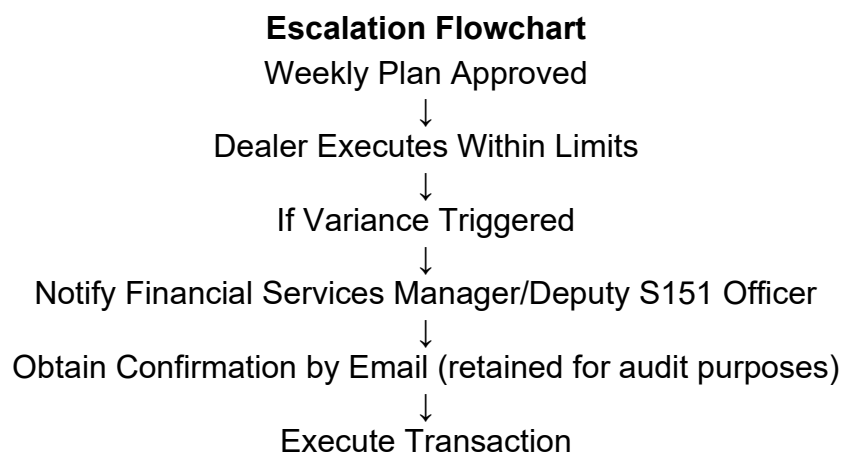 Escalation Flowchart
Weekly Plan Approved
↓
Dealer Executes Within Limits
↓
If Variance Triggered
↓
Notify Financial Services Manager/Deputy S151 Officer
↓
Obtain Confirmation by Email (retained for audit purposes)
↓
Execute Transaction